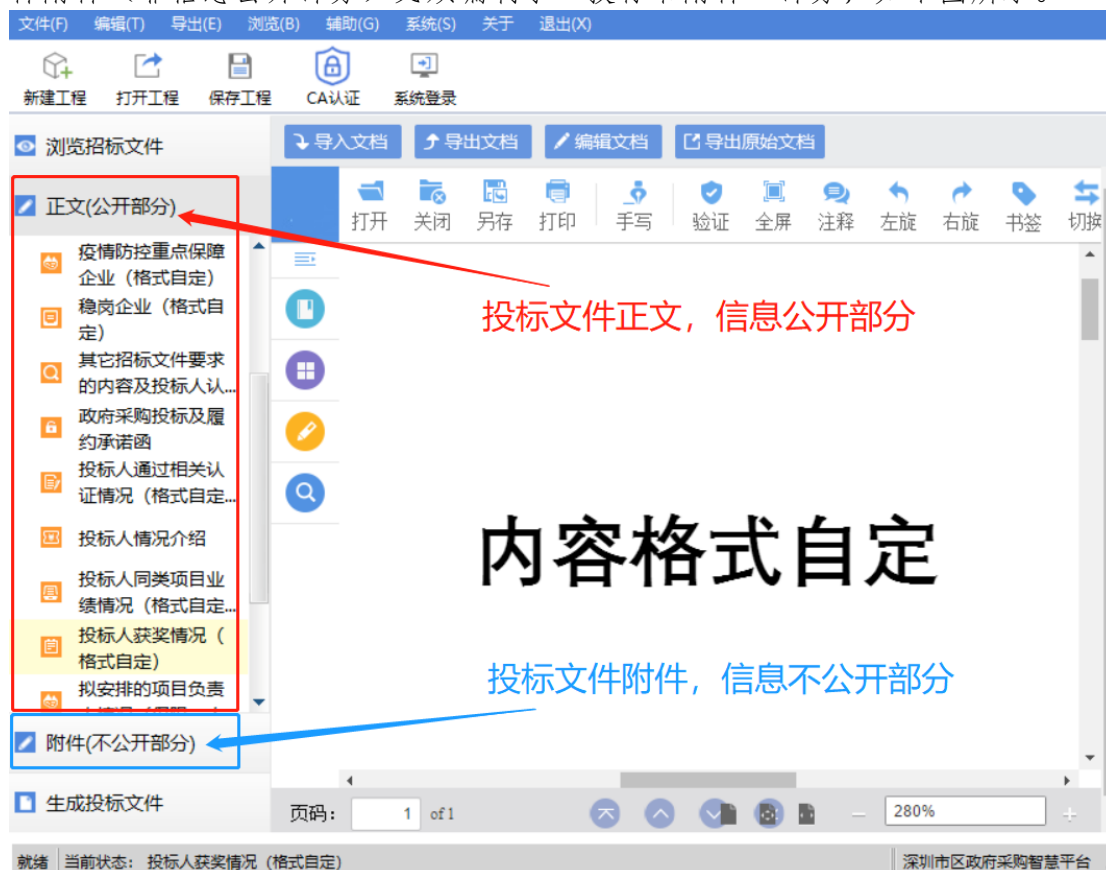 文件(F) 编辑(T) 导出(E) 浏览(B) 辅助(G) 系统(S) 关于 退出(X)
新建工程 打开工程 保存工程 CA认证 系统登录
浏览招标文件
导入文档 导出文档 编辑文档 导出原始文档
正文(公开部分)
打开 关闭 另存 打印 手写 验证 全屏 注释 左旋 右旋 书签 切换
疫情防控重点保障
企业（格式自定）
稳岗企业（格式自
定）
其它招标文件要求
的内容及投标人认...
政府采购投标及履
约承诺函
投标人通过相关认
证情况（格式自定...
投标人情况介绍
投标人同类项目业
绩情况（格式自定...
投标人获奖情况（
格式自定）
拟安排的项目负责
投标文件正文，信息公开部分
内容格式自定
投标文件附件，信息不公开部分
附件(不公开部分)
生成投标文件
页码： 1 of 1 280%
就绪 当前状态： 投标人获奖情况（格式自定） 深圳市区政府采购智慧平台